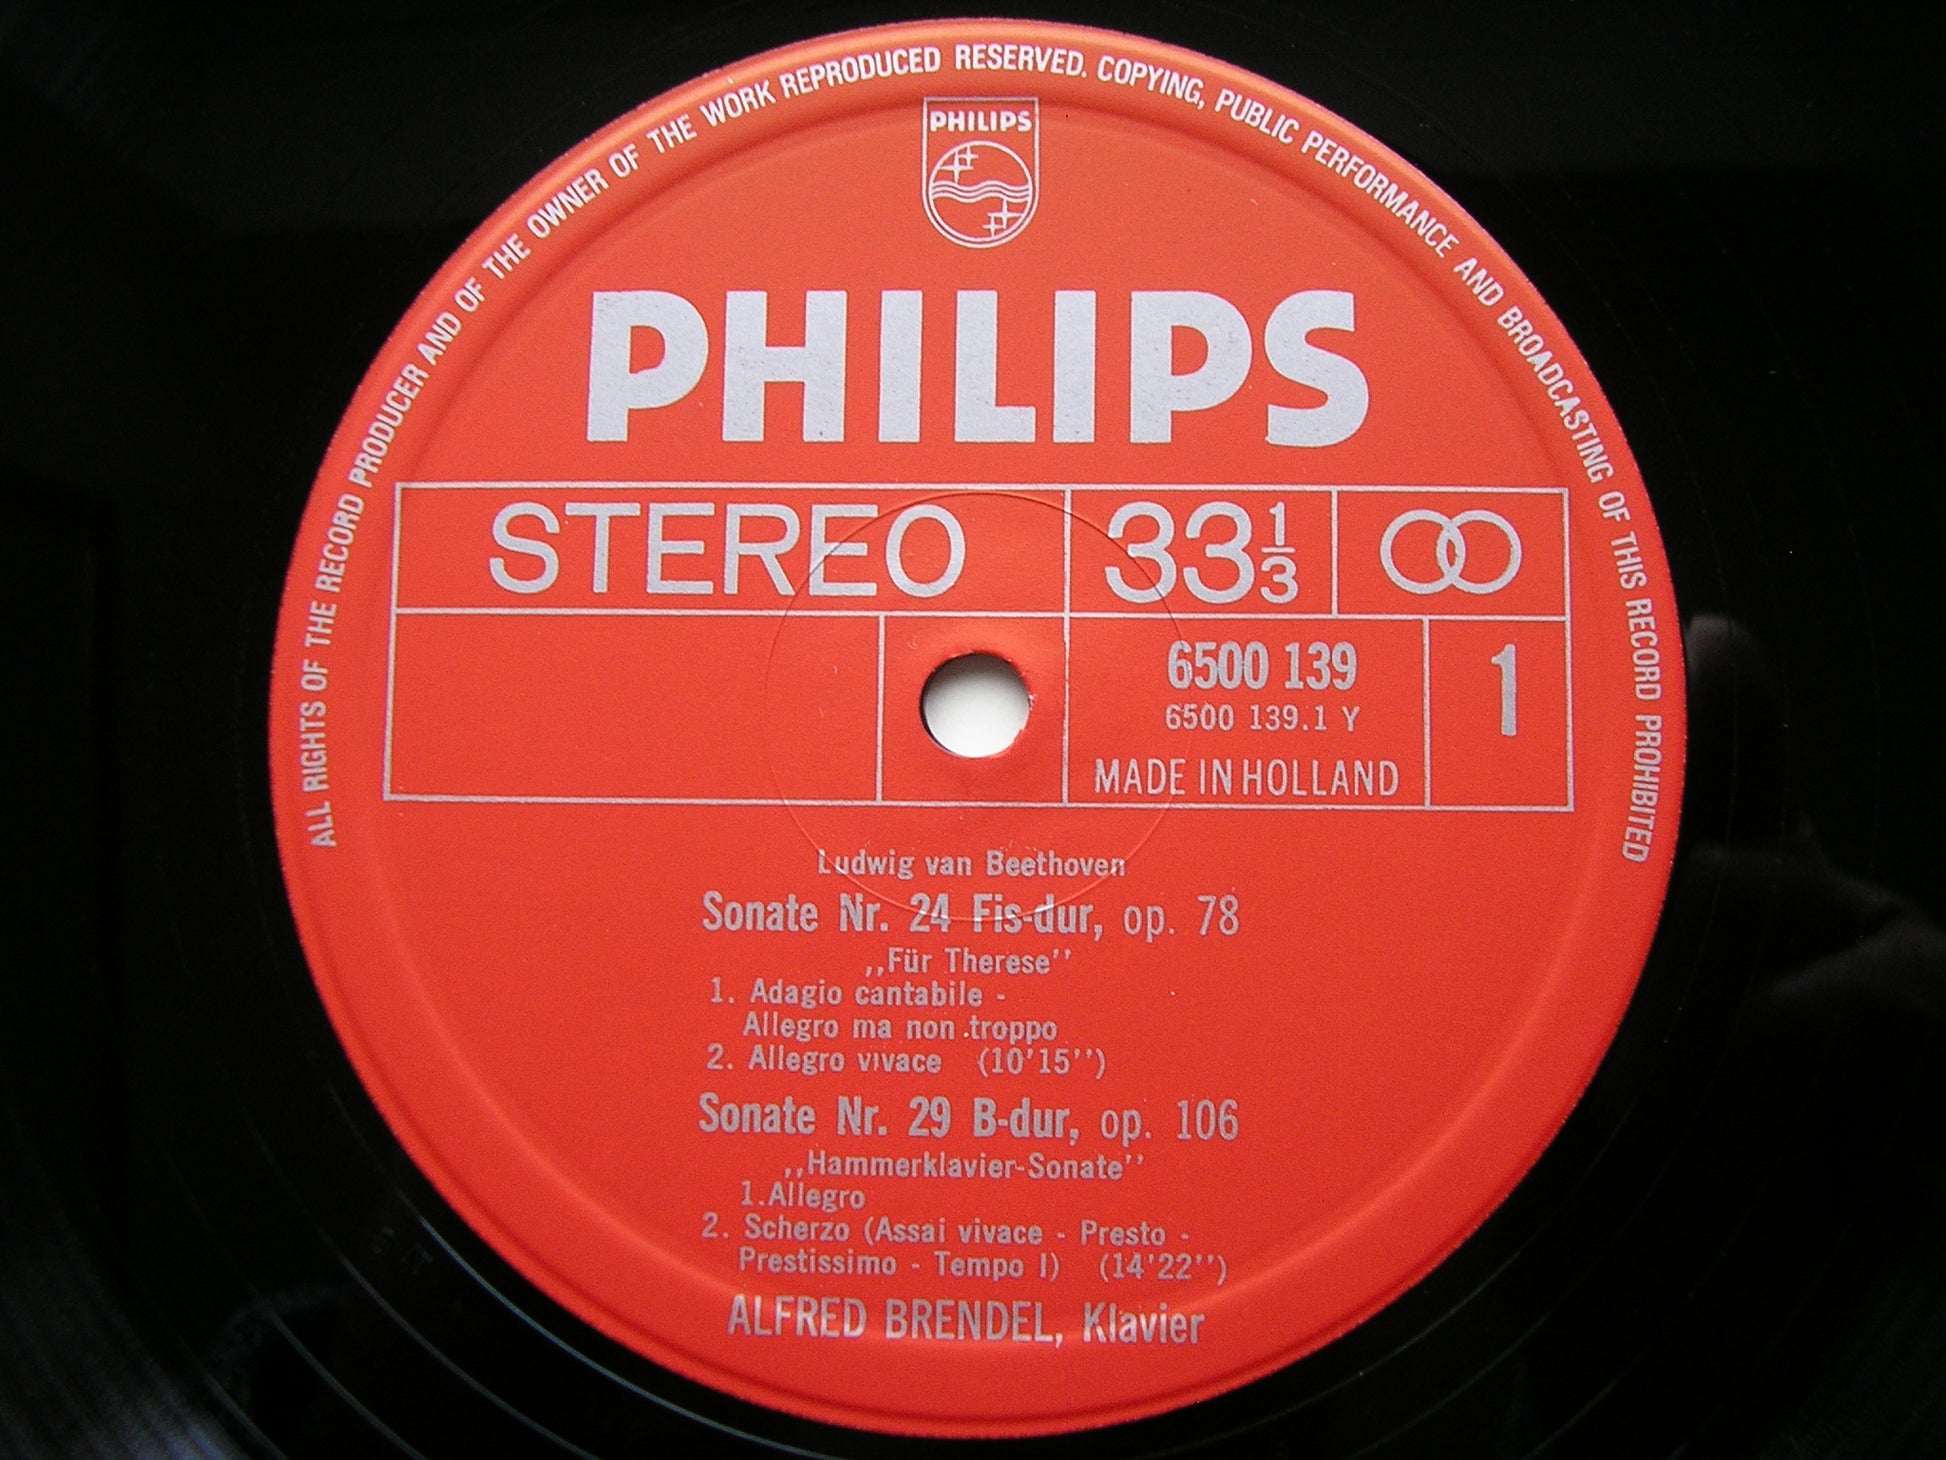 ALL RIGHTS OF THE RECORD PRODUCER AND OF THE OWNER OF THE WORK REPRODUCED RESERVED. COPYING, PUBLIC PERFORMANCE AND BROADCASTING OF THIS RECORD PROHIBITED
PHILIPS
PHILIPS
STEREO 33 1/3
6500 139 1
6500 139.1 Y
MADE IN HOLLAND
Ludwig van Beethoven
Sonate Nr. 24 Fis-dur, op. 78
,,Für Therese''
1. Adagio cantabile -
Allegro ma non troppo
2. Allegro vivace (10'15'')
Sonate Nr. 29 B-dur, op. 106
,,Hammerklavier-Sonate''
1.Allegro
2. Scherzo (Assai vivace - Presto -
Prestissimo - Tempo I) (14'22'')
ALFRED BRENDEL, Klavier